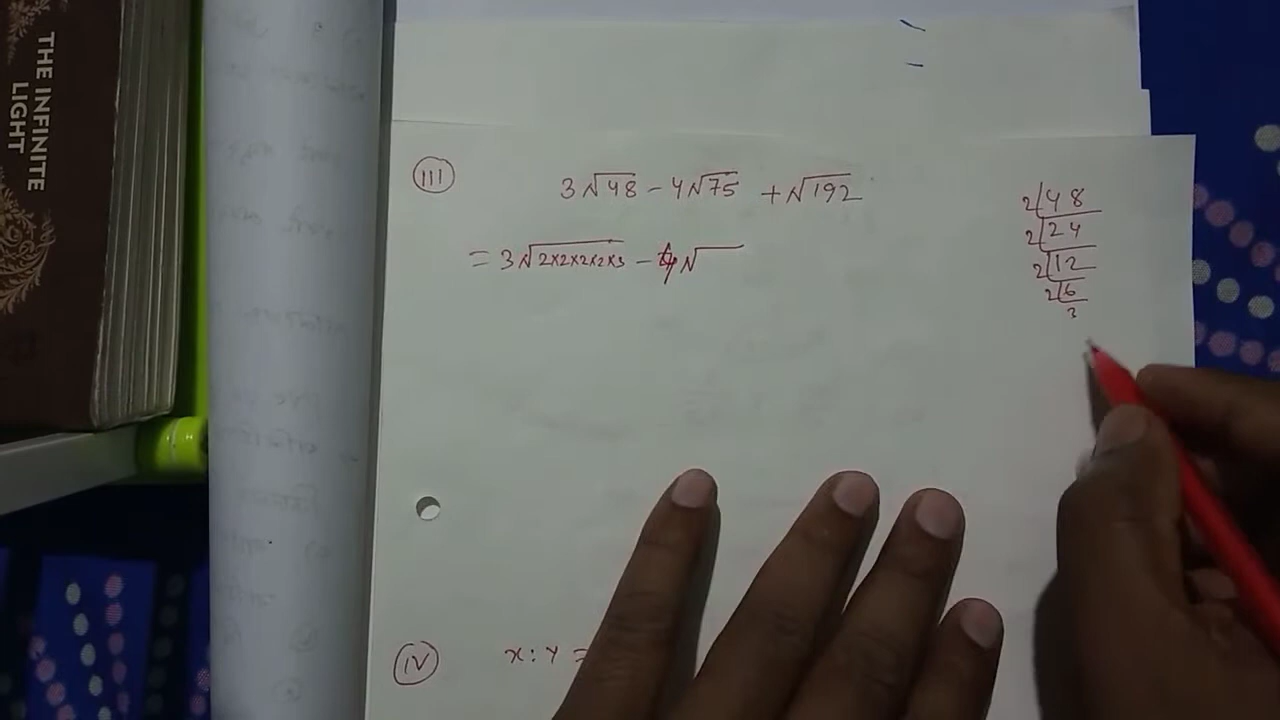 THE INFINITE
LIGHT
III
3√48 - 4√75 + √192
= 3√2×2×2×2×3 - 4√
2 48
2 24
2 12
2 6
3
IV
x : y =